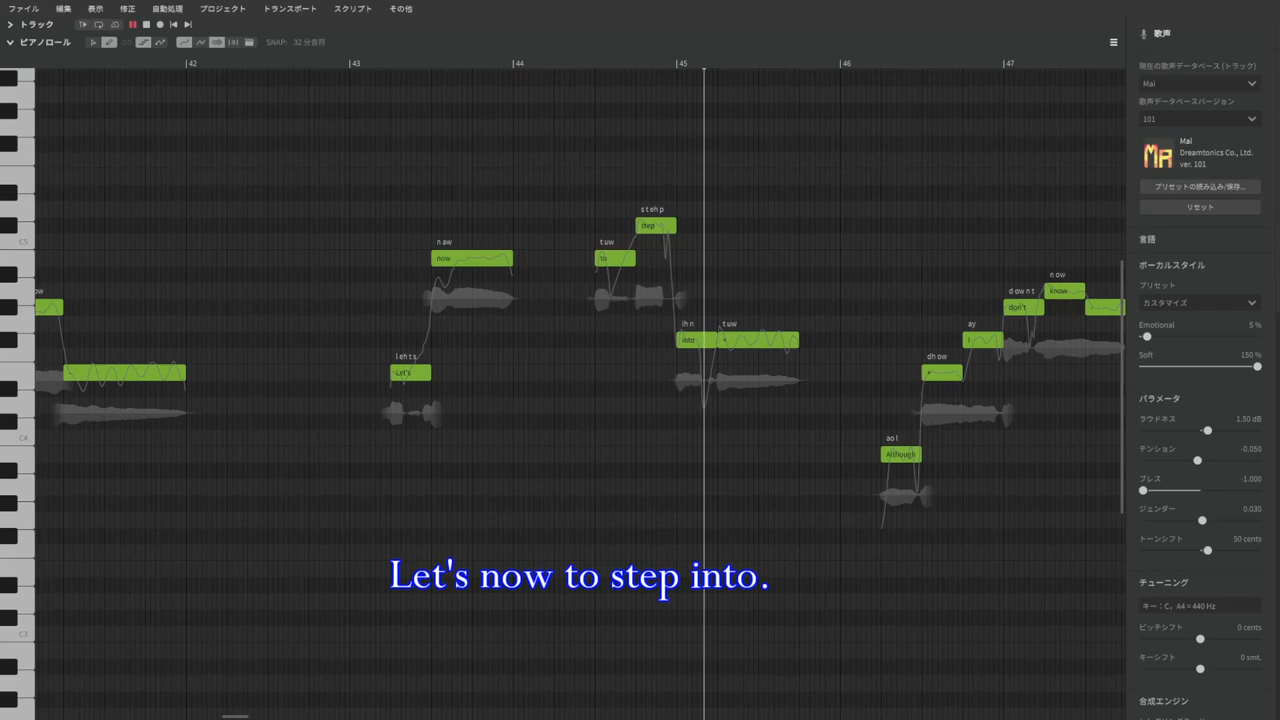 ファイル 編集 表示 修正 自動処理 プロジェクト トランスポート スクリプト その他
トラック
ピアノロール SNAP: 32 分音符
42 43 44 45 46 47
歌声
現在の歌声データベース (トラック)
Mai
歌声データベースバージョン
101
Mai
Dreamtonics Co., Ltd.
ver. 101
プリセットの読み込み/保存...
リセット
言語
ボーカルスタイル
プリセット
カスタマイズ
Emotional 5 %
Soft 150 %
パラメータ
ラウドネス 1.50 dB
テンション -0.050
ブレス -1.000
ジェンダー 0.030
トーンシフト 50 cents
チューニング
キー : C, A4 = 440 Hz
ピッチシフト 0 cents
キーシフト 0 smt.
合成エンジン
C5
C4
C3
ow
l eh t s
Let's
n aw
now
t uw
to
s t eh p
step
ih n
into
t uw
+
ao l
Although
dh ow
ay
I
d ow n t
don't
n ow
know
Let's now to step into.